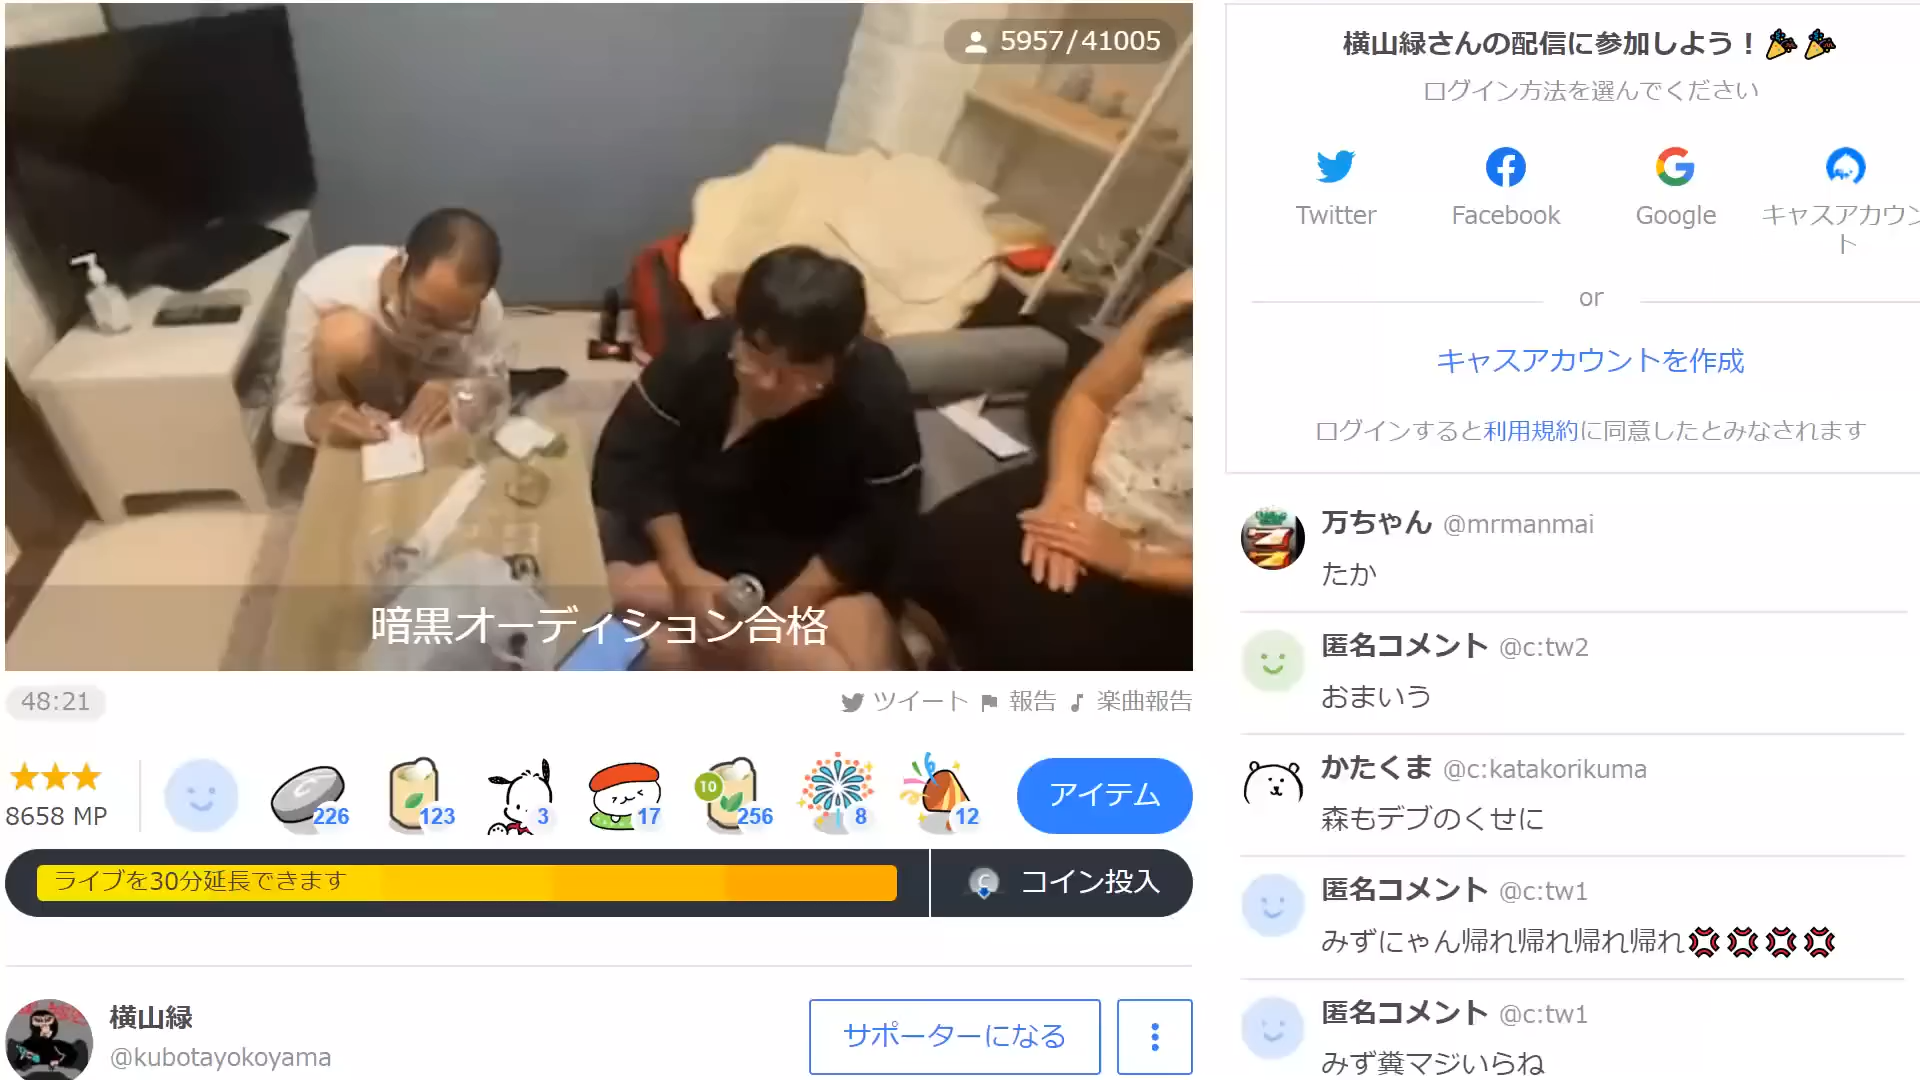 5957/41005
暗黒オーディション合格
48:21
ツイート 報告 楽曲報告
8658 MP
226
123
3
17
10
256
8
12
アイテム
ライブを30分延長できます
コイン投入
横山緑
@kubotayokoyama
サポーターになる
横山緑さんの配信に参加しよう！
ログイン方法を選んでください
Twitter
Facebook
Google
キャスアカウン
ト
or
キャスアカウントを作成
ログインすると利用規約に同意したとみなされます
万ちゃん @mrmanmai
たか
匿名コメント @c:tw2
おまいう
かたくま @c:katakorikuma
森もデブのくせに
匿名コメント @c:tw1
みずにゃん帰れ帰れ帰れ帰れ💢💢💢💢
匿名コメント @c:tw1
みず糞マジいらね